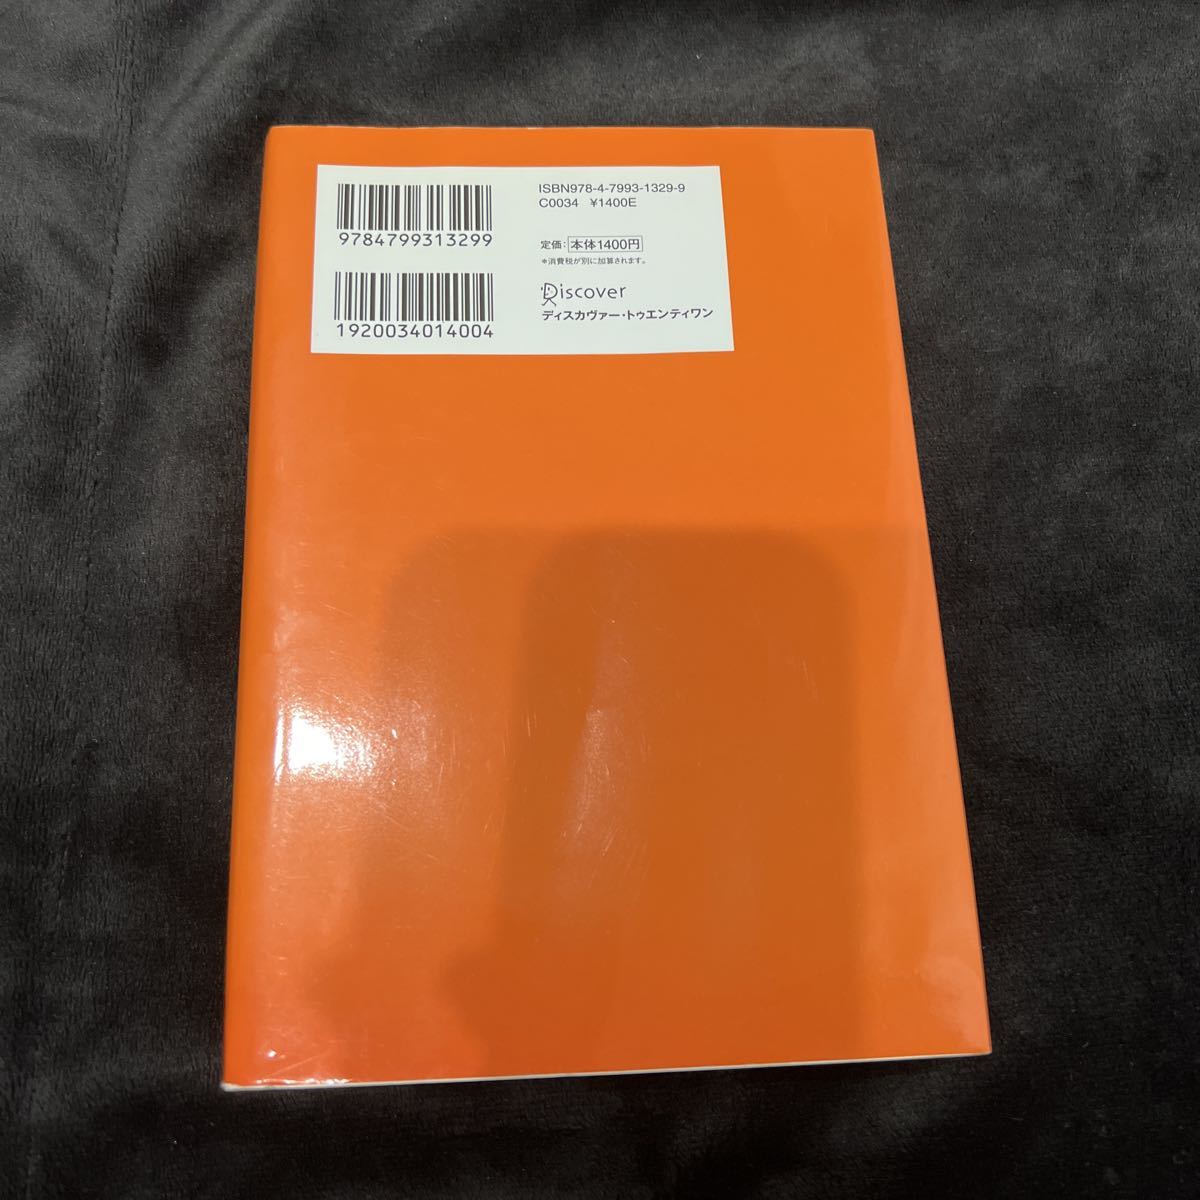 9784799313299
1920034014004
ISBN978-4-7993-1329-9
C0034 ¥1400E
定価：本体1400円
＊消費税が別に加算されます。
Discover
ディスカヴァー・トゥエンティワン